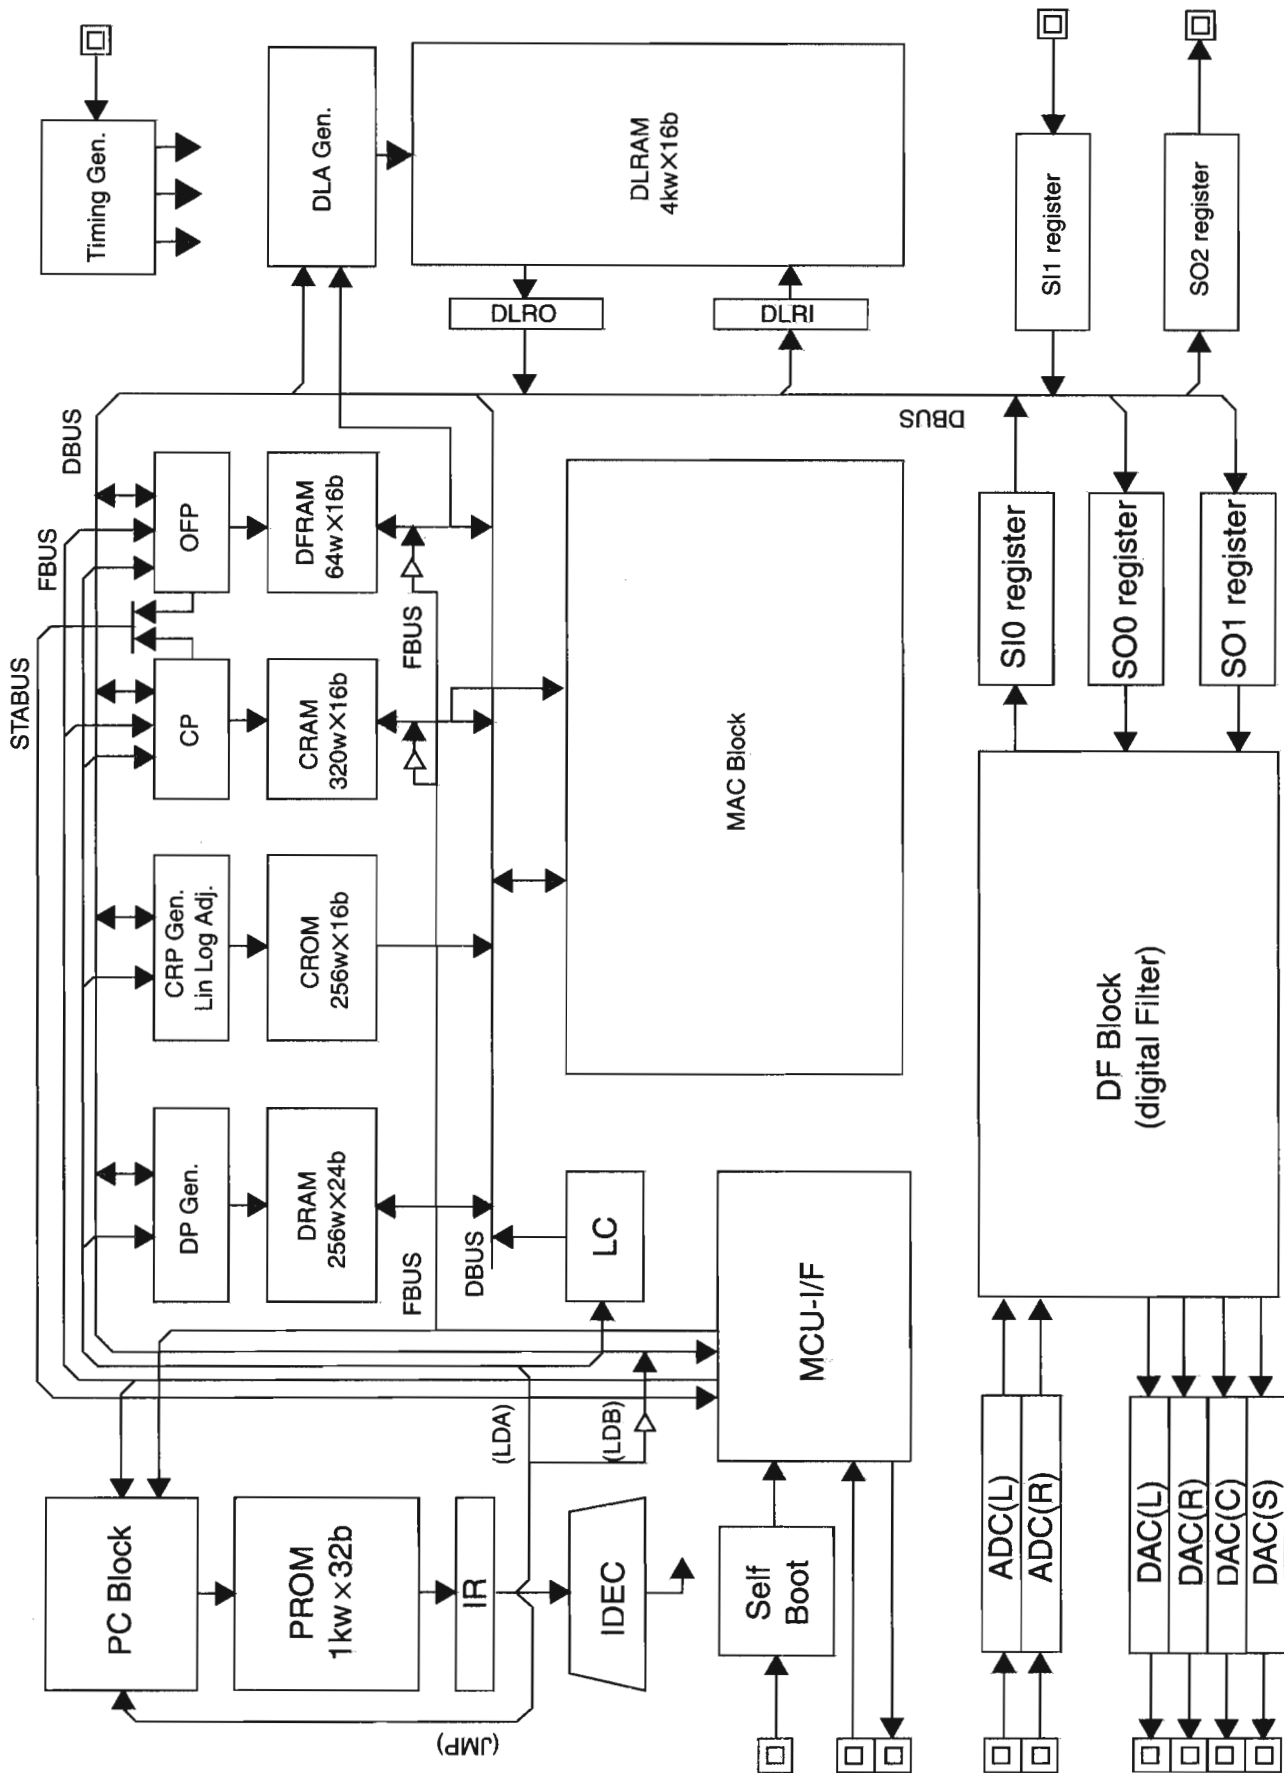 PC Block
PROM
1kw×32b
IR
IDEC
(JMP)
(LDA)
(LDB)
Self
Boot
MCU-I/F
STABUS
FBUS
DBUS
DP Gen.
DRAM
256w×24b
FBUS
DBUS
LC
CRP Gen.
Lin Log Adj.
CROM
256w×16b
CP
CRAM
320w×16b
FBUS
OFP
DFRAM
64w×16b
MAC Block
DBUS
Timing Gen.
DLA Gen.
DLRAM
4kw×16b
DLRO
DLRI
SI1 register
SO2 register
SI0 register
SO0 register
SO1 register
DF Block
(digital Filter)
ADC(L)
ADC(R)
DAC(L)
DAC(R)
DAC(C)
DAC(S)